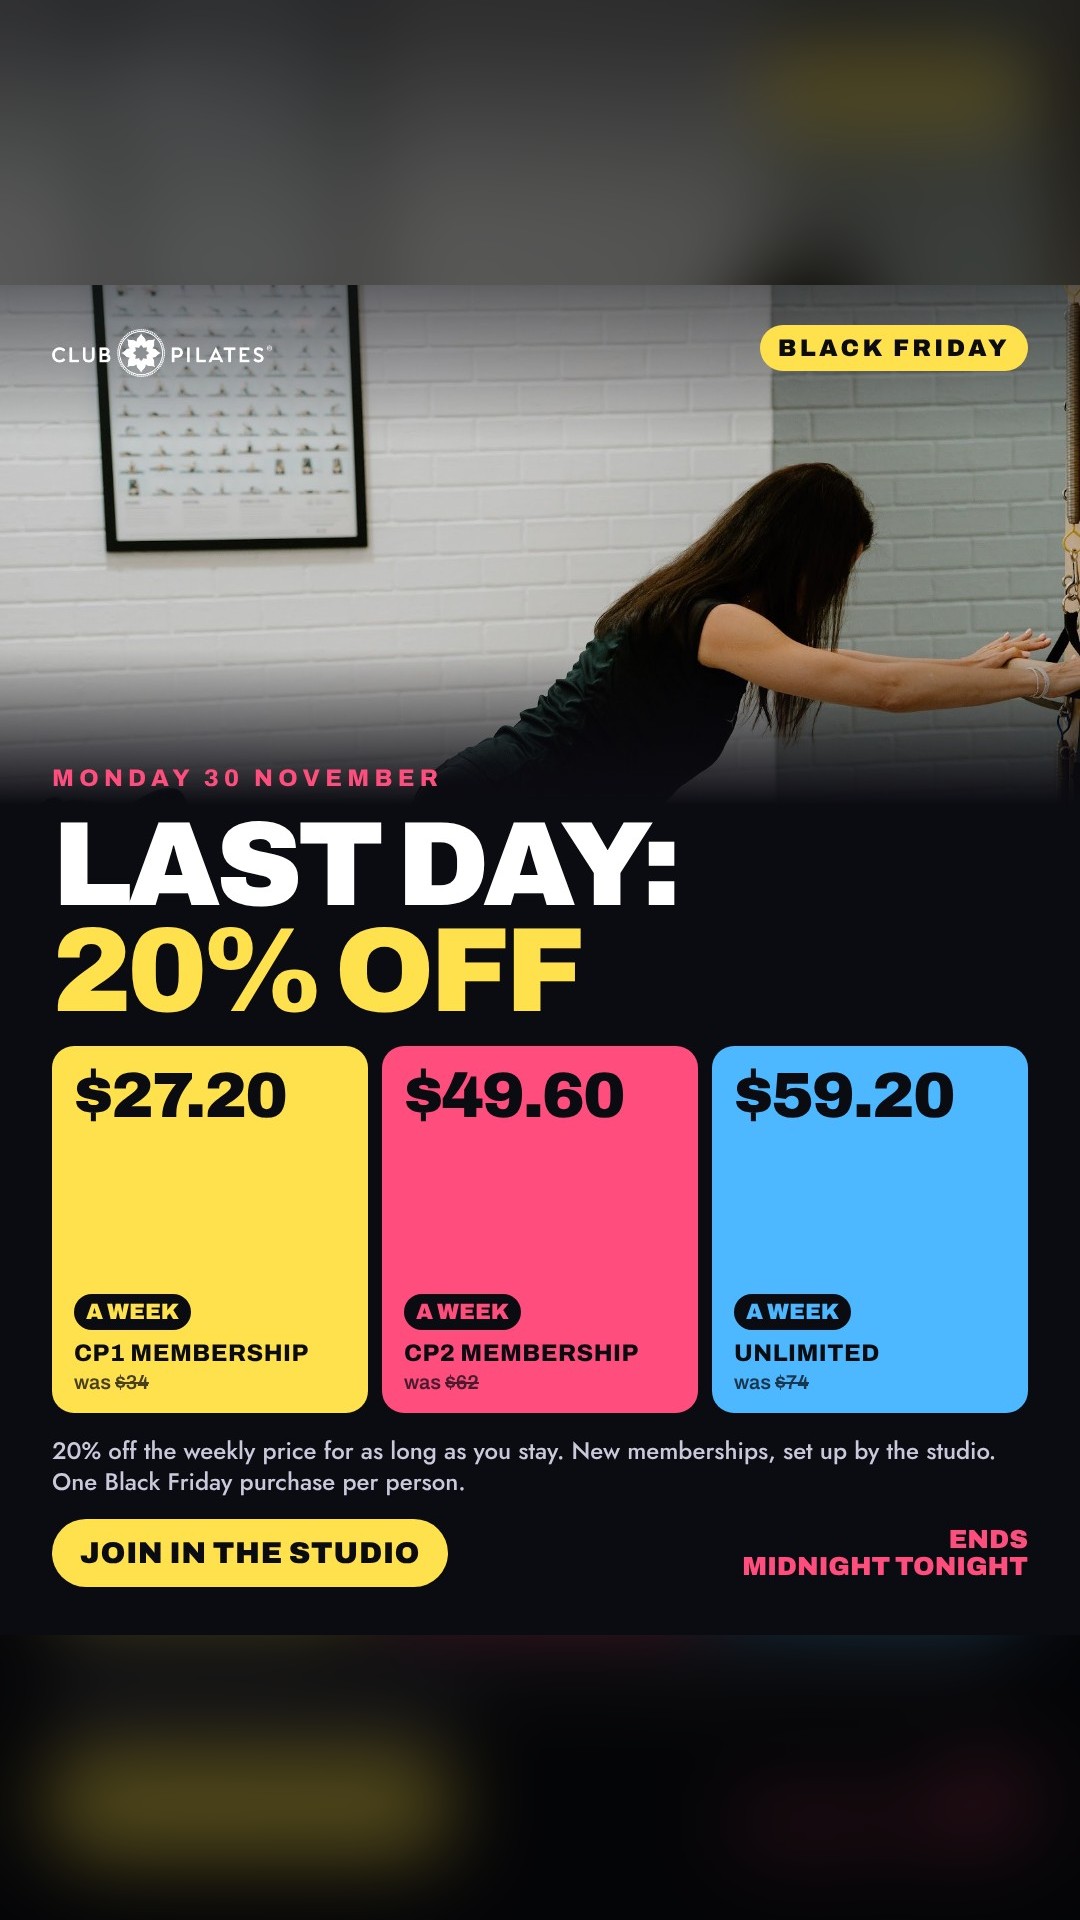 CLUB PILATES®
BLACK FRIDAY
MONDAY 30 NOVEMBER
LAST DAY:
20% OFF
$27.20
A WEEK
CP1 MEMBERSHIP
was $34
$49.60
A WEEK
CP2 MEMBERSHIP
was $62
$59.20
A WEEK
UNLIMITED
was $74
20% off the weekly price for as long as you stay. New memberships, set up by the studio.
One Black Friday purchase per person.
JOIN IN THE STUDIO
ENDS
MIDNIGHT TONIGHT